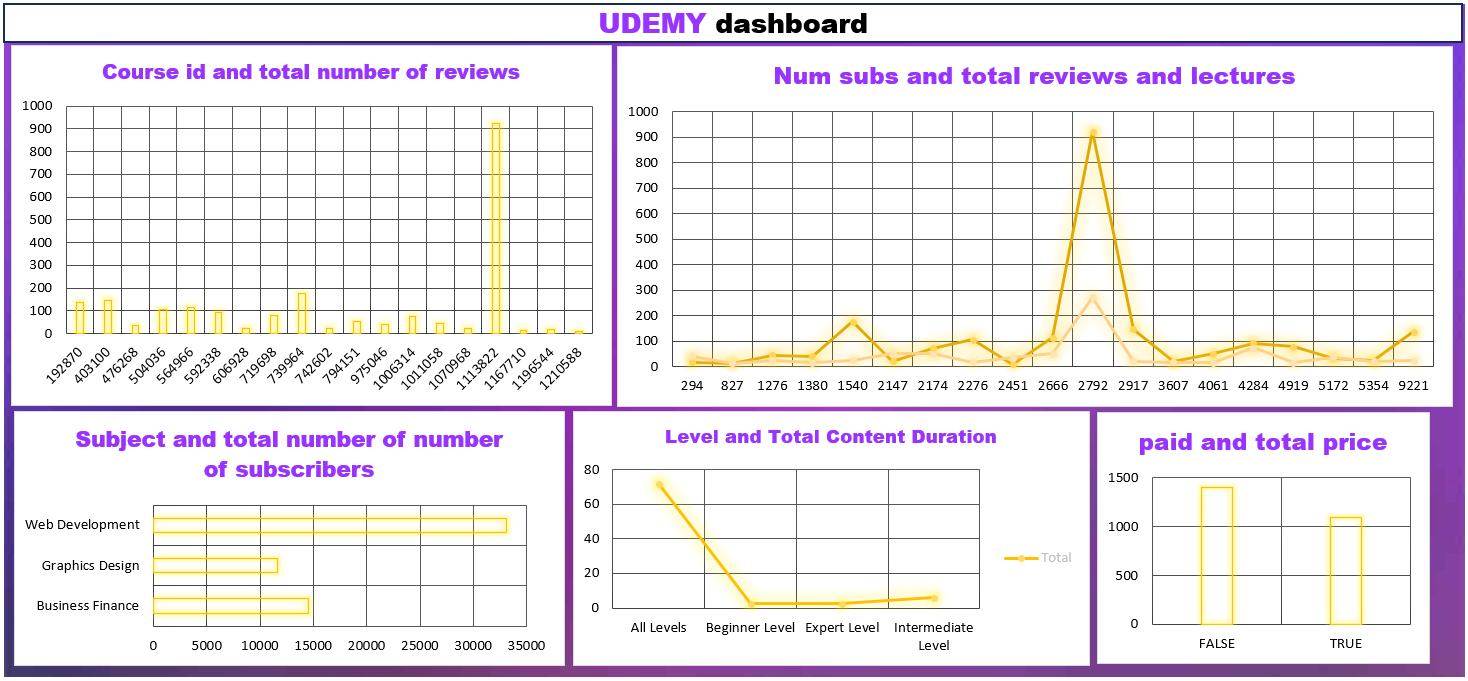 UDEMY dashboard
Course id and total number of reviews
1000
900
800
700
600
500
400
300
200
100
0
192870 403100 476268 504036 564966 592338 606928 719698 739964 742602 794151 975046 1006314 1011058 1070968 1113822 1167710 1196544 1210588
Num subs and total reviews and lectures
1000
900
800
700
600
500
400
300
200
100
0
294 827 1276 1380 1540 2147 2174 2276 2451 2666 2792 2917 3607 4061 4284 4919 5172 5354 9221
Subject and total number of number
of subscribers
Web Development
Graphics Design
Business Finance
0 5000 10000 15000 20000 25000 30000 35000
Level and Total Content Duration
80
60
40
20
0
All Levels Beginner Level Expert Level Intermediate
Level
Total
paid and total price
1500
1000
500
0
FALSE TRUE